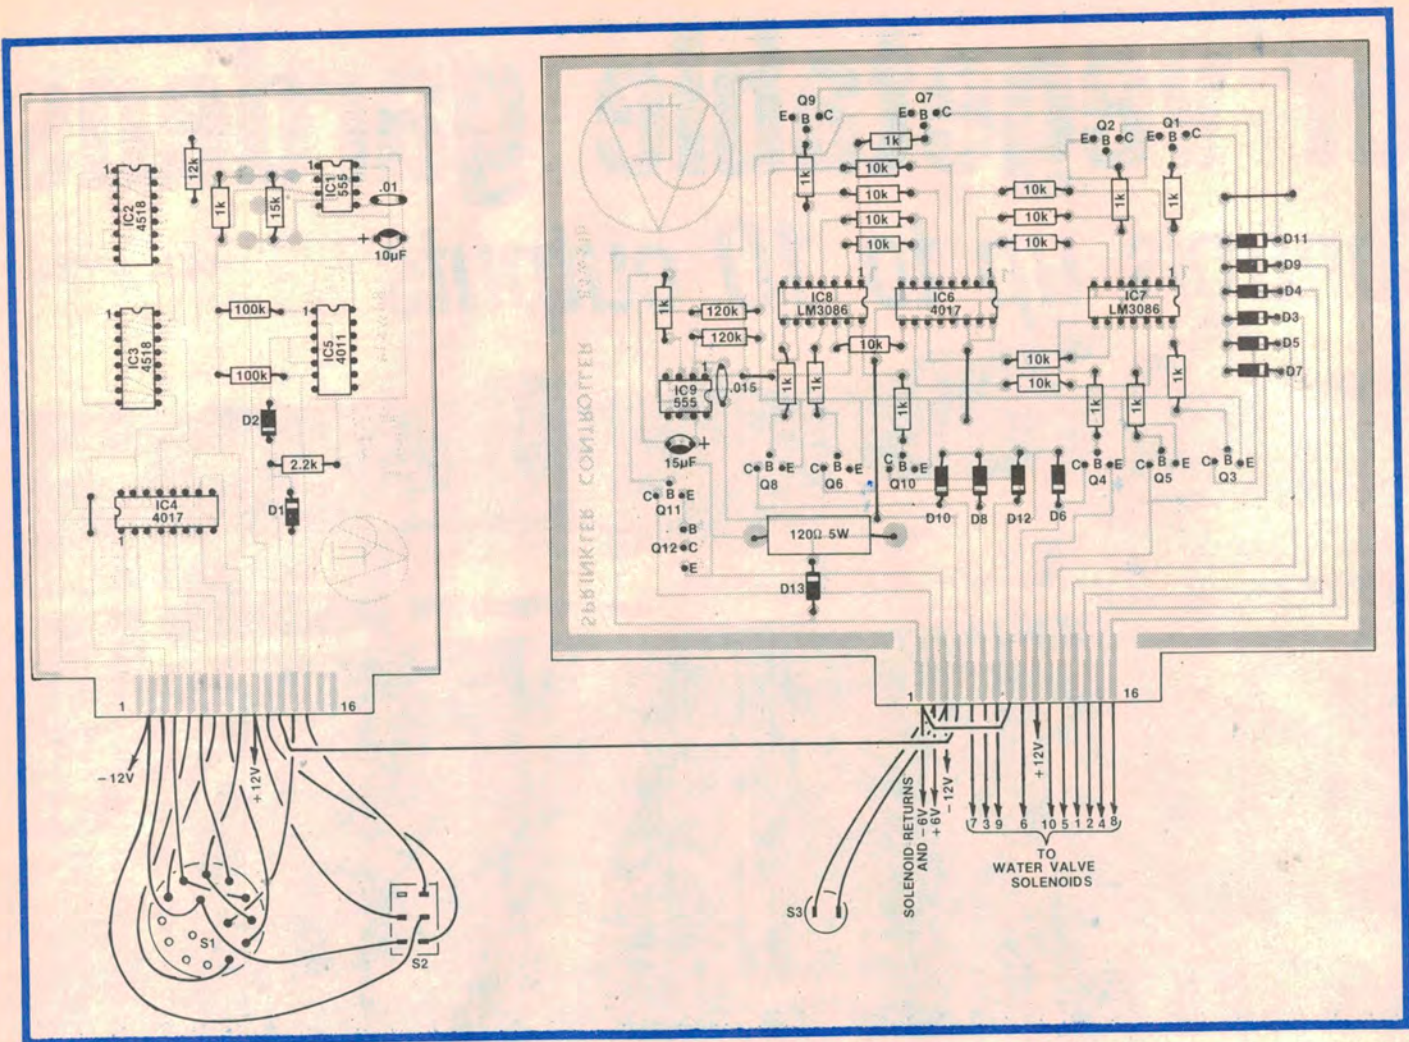 12k
1k
15k
1
IC1
555
.01
+
10µF
1
IC2
4518
1
IC3
4518
100k
100k
1
IC5
4011
D2
2.2k
D1
IC4
4017
1
1
16
-12V
+12V
S1
S2
Q9
E
B
C
Q7
E
B
C
Q2
E
B
C
Q1
E
B
C
1k
1k
10k
10k
10k
10k
10k
10k
10k
1k
1k
D11
D9
D4
D3
D5
D7
1
IC8
LM3086
1
IC6
4017
1
IC7
LM3086
1k
120k
120k
1
IC9
555
.015
15µF
+
1k
1k
10k
1k
10k
10k
1k
1k
1k
C
B
E
Q8
C
B
E
Q6
C
B
E
Q10
D10
D8
D12
D6
C
B
E
Q4
C
B
E
Q5
C
B
E
Q3
C
B
E
Q11
Q12
B
C
E
120Ω 5W
D13
SPRINKLER CONTROLLER
1
16
S3
SOLENOID RETURNS
AND -6V
+6V
-12V
+12V
7 3 9 6 10 5 1 2 4 8
TO
WATER VALVE
SOLENOIDS